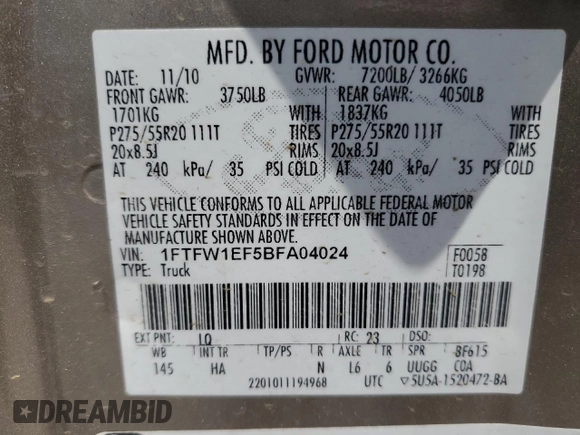 MFD. BY FORD MOTOR CO.
DATE: 11/10 GVWR: 7200LB/ 3266KG
FRONT GAWR: 3750LB REAR GAWR: 4050LB
1701KG WITH 1837KG WITH
P275/55R20 111T TIRES P275/55R20 111T TIRES
20x8.5J RIMS 20x8.5J RIMS
AT 240 kPa/ 35 PSI COLD AT 240 kPa/ 35 PSI COLD
THIS VEHICLE CONFORMS TO ALL APPLICABLE FEDERAL MOTOR
VEHICLE SAFETY STANDARDS IN EFFECT ON THE DATE OF
MANUFACTURE SHOWN ABOVE.
VIN: 1FTFW1EF5BFA04024 F0058
TYPE: Truck T0198
EXT PNT: LQ RC: 23 DSO:
WB INT TR TP/PS R AXLE TR SPR BF615
145 HA N L6 6 UUGG COA
2201011194968 UTC ▽5U5A-1520472-BA
DREAMBID